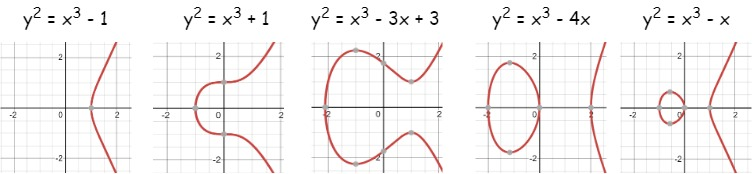 y² = x³ - 1
y² = x³ + 1
y² = x³ - 3x + 3
y² = x³ - 4x
y² = x³ - x
2
-2 0 2
-2
2
-2 0 2
-2
2
-2 0 2
-2
2
-2 0 2
-2
2
-2 0 2
-2